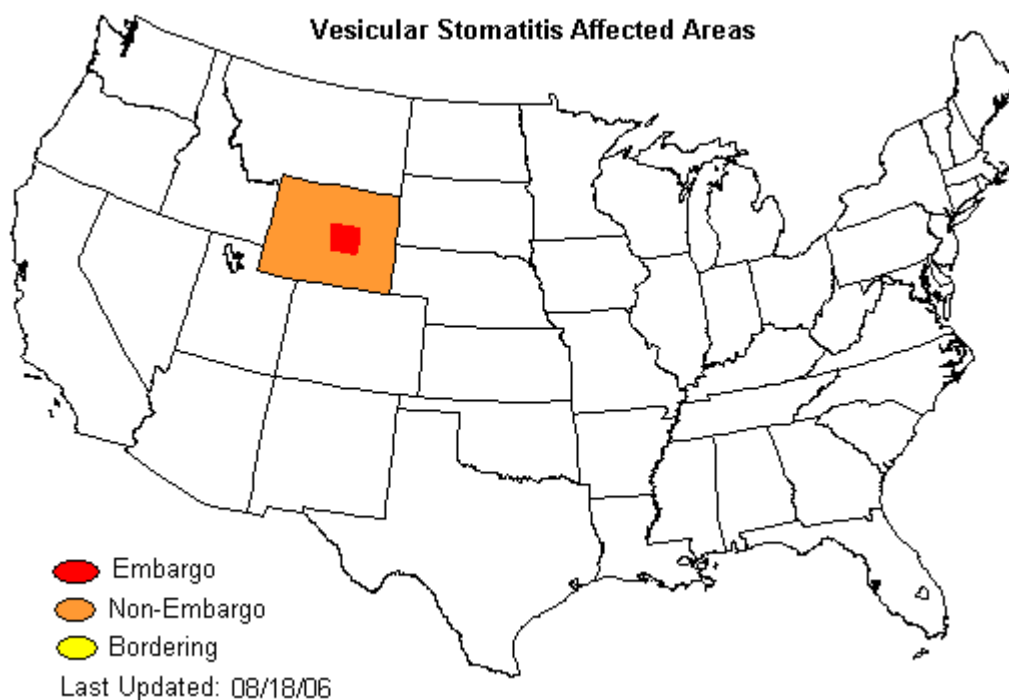 Vesicular Stomatitis Affected Areas
Embargo
Non-Embargo
Bordering
Last Updated: 08/18/06